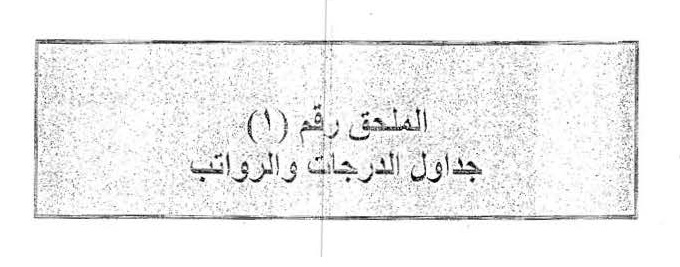 الملحق رقم (١)
جداول الدرجات والرواتب